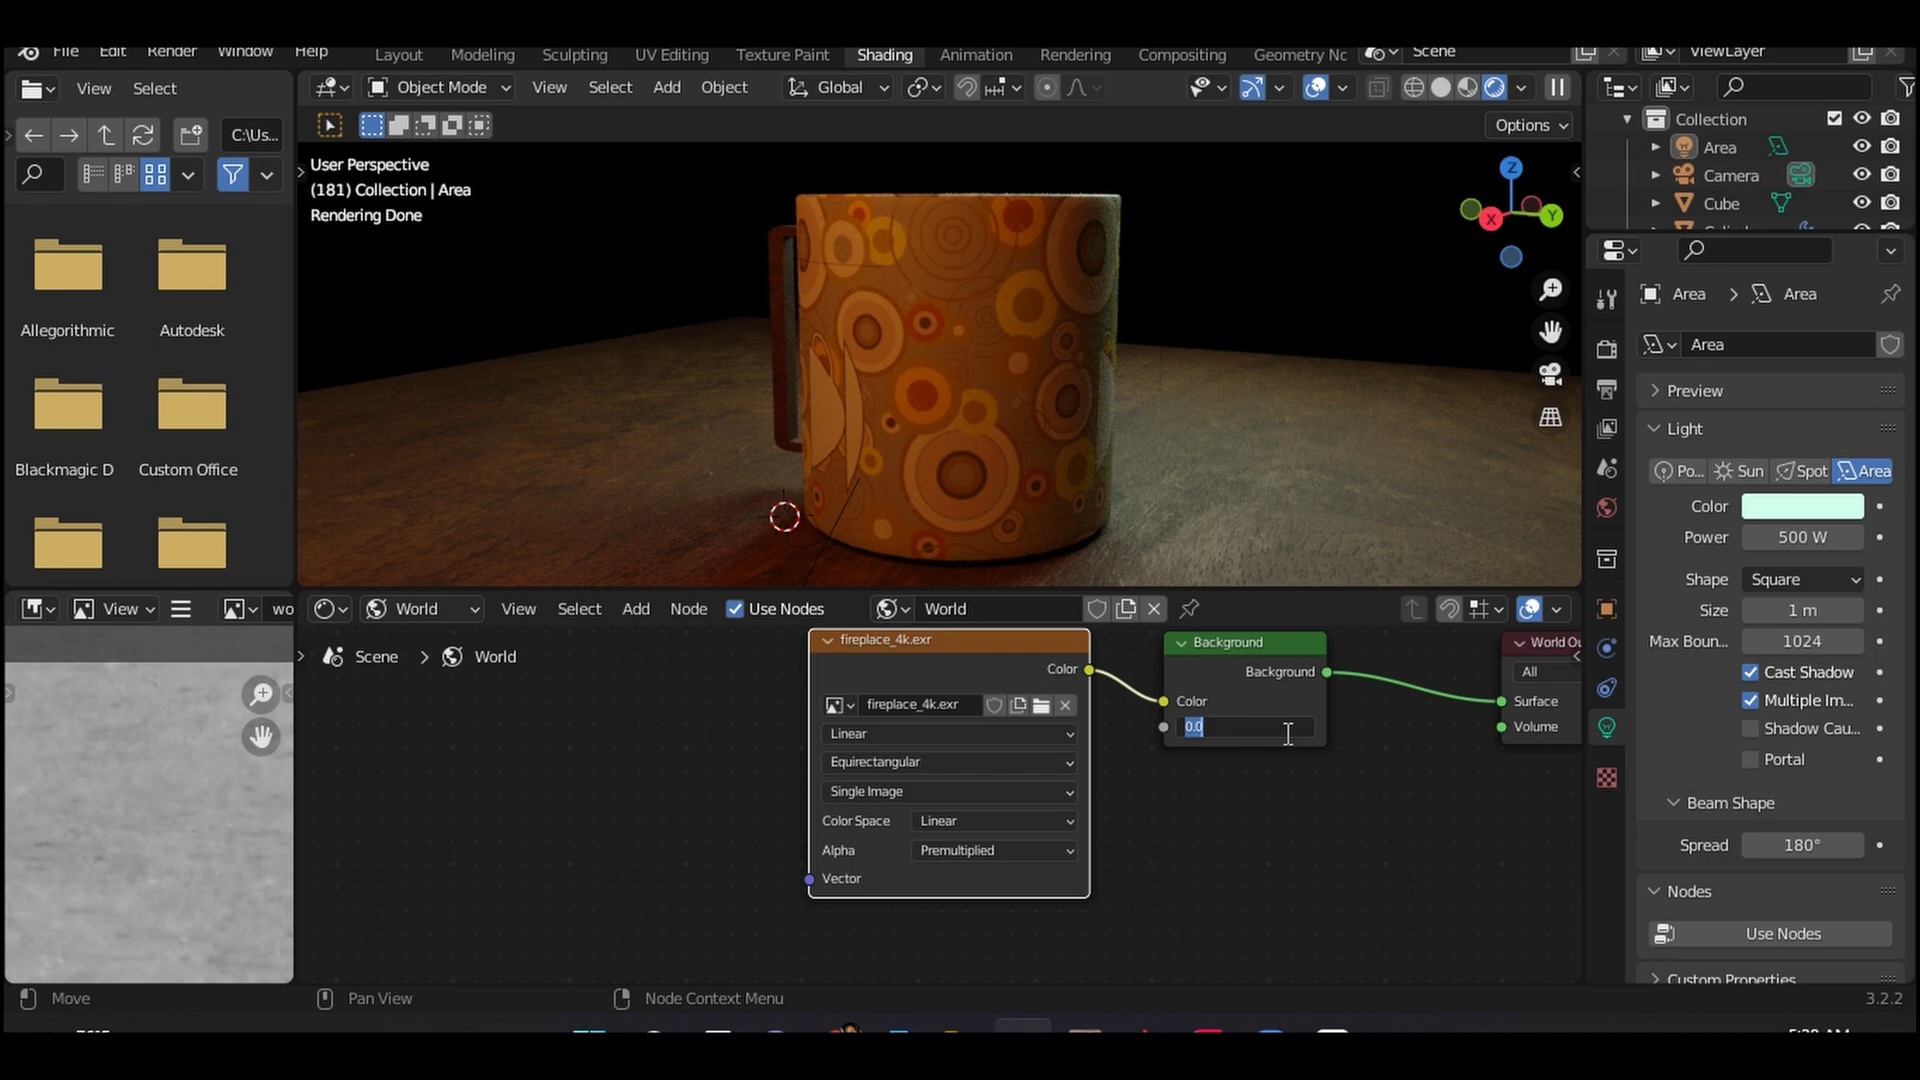 File Edit Render Window Help Layout Modeling Sculpting UV Editing Texture Paint Shading Animation Rendering Compositing Geometry Nc Scene ViewLayer
View Select
Object Mode View Select Add Object Global
C:\Us...
Options
User Perspective
(181) Collection | Area
Rendering Done
Z
X
Y
Allegorithmic Autodesk
Blackmagic D Custom Office
Collection
Area
Camera
Cube
Area > Area
Area
Preview
Light
Po... Sun Spot Area
Color
Power 500 W
Shape Square
Size 1 m
Max Boun... 1024
Cast Shadow
Multiple Im...
Shadow Cau...
Portal
Beam Shape
Spread 180°
Nodes
Use Nodes
Custom Properties
View wo
World View Select Add Node Use Nodes World
Scene > World
fireplace_4k.exr
Color
fireplace_4k.exr
Linear
Equirectangular
Single Image
Color Space Linear
Alpha Premultiplied
Vector
Background
Background
Color
0.0
World Ou
All
Surface
Volume
Move Pan View Node Context Menu 3.2.2